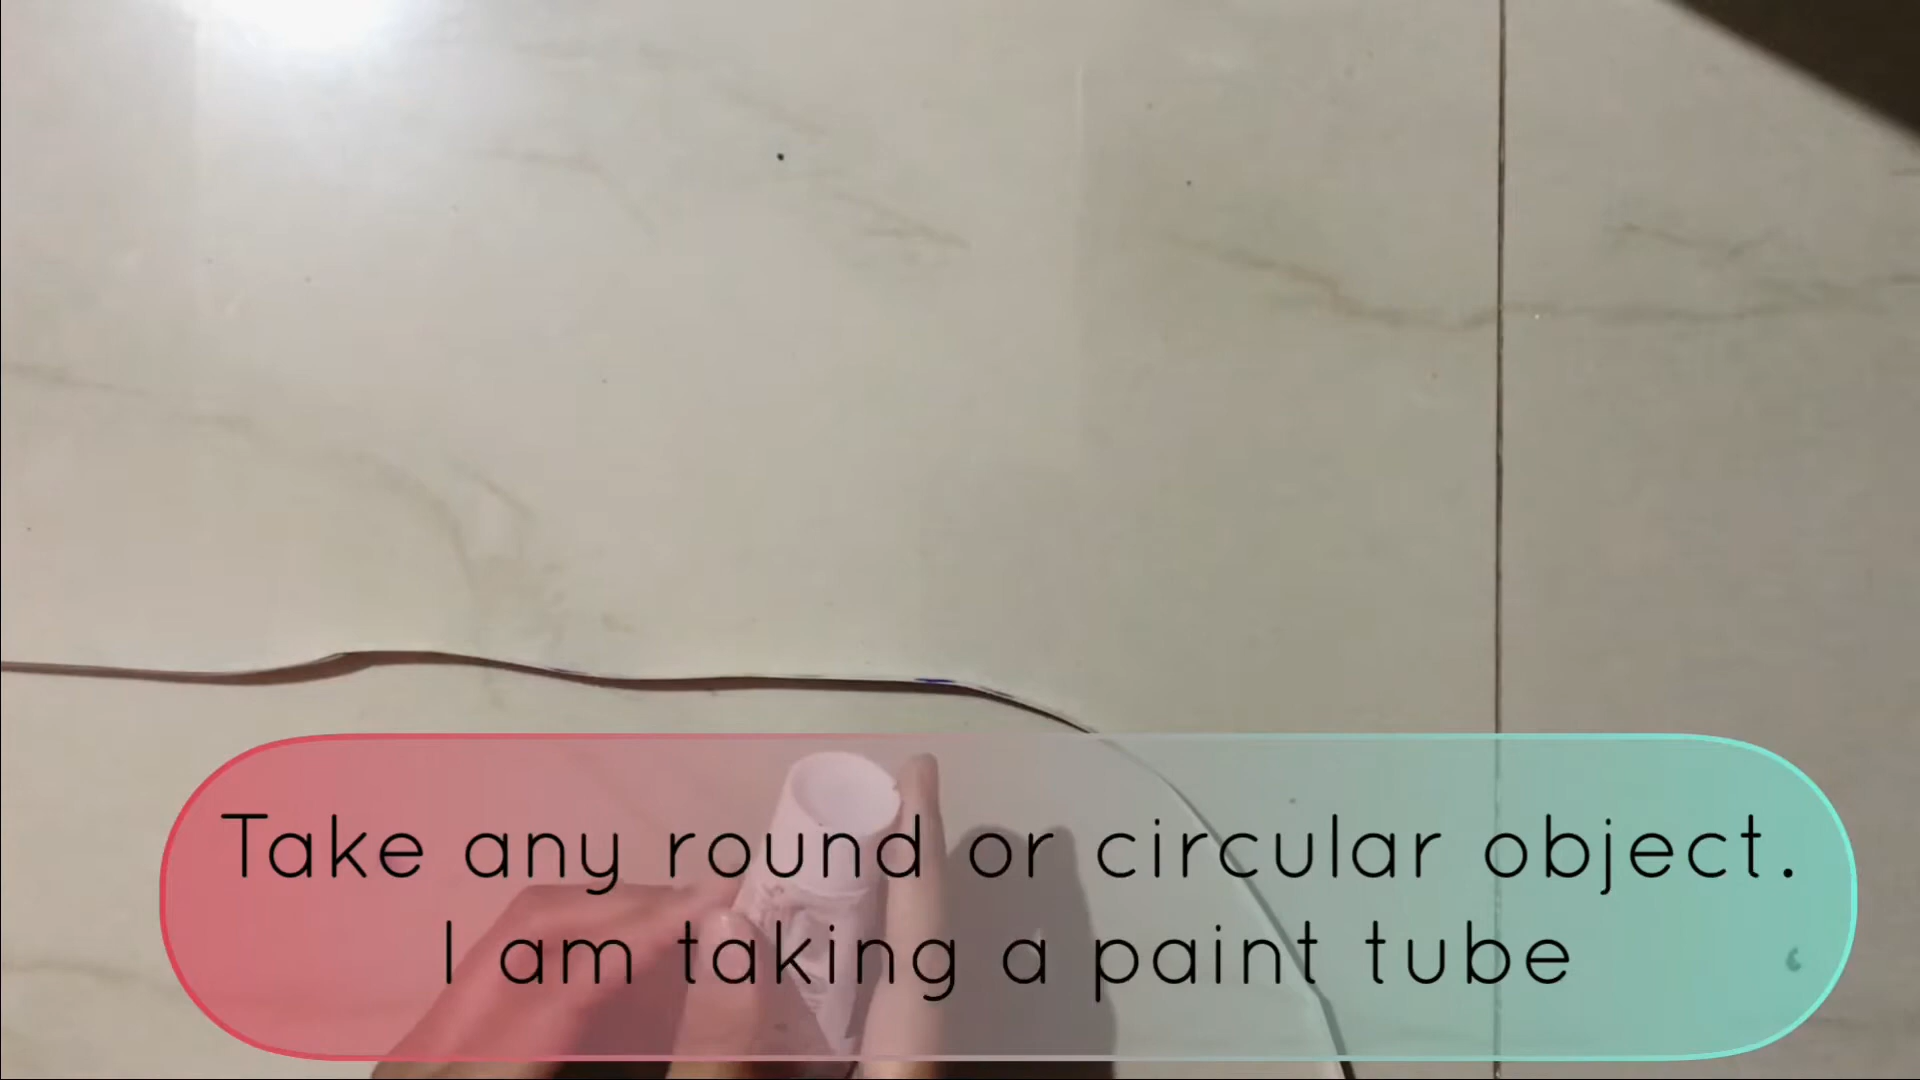 Take any round or circular object.
I am taking a paint tube